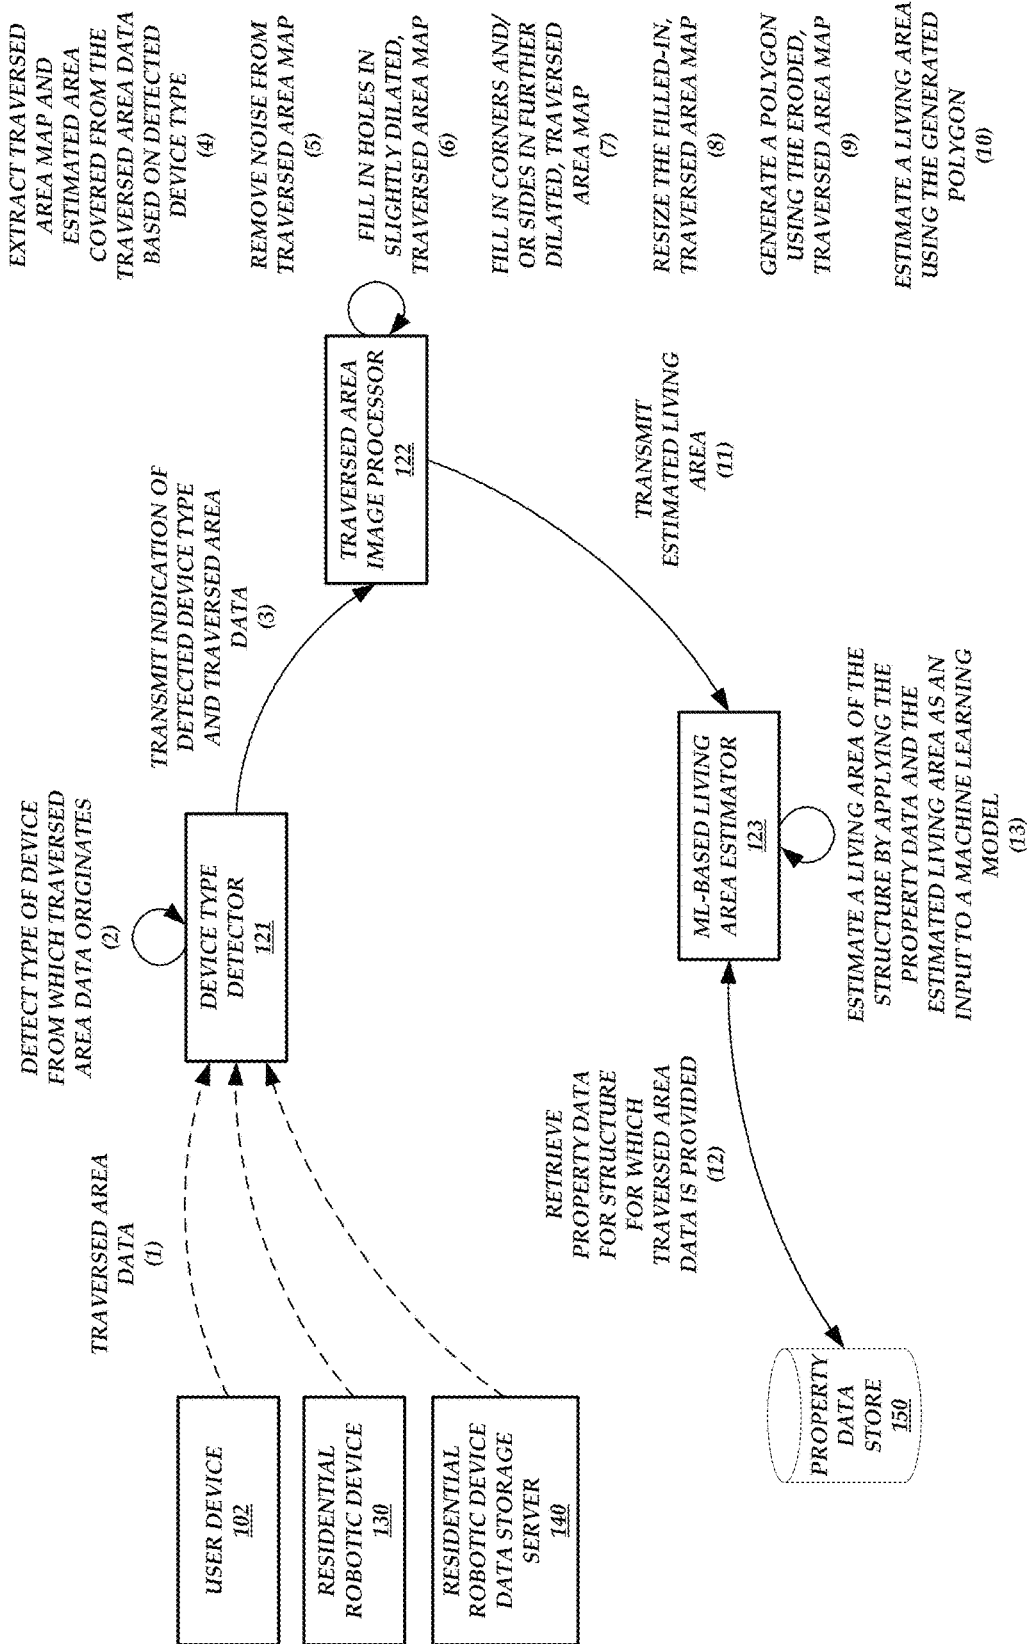 USER DEVICE
102
RESIDENTIAL
ROBOTIC DEVICE
130
RESIDENTIAL
ROBOTIC DEVICE
DATA STORAGE
SERVER
140
TRAVERSED AREA
DATA
(1)
DETECT TYPE OF DEVICE
FROM WHICH TRAVERSED
AREA DATA ORIGINATES
(2)
DEVICE TYPE
DETECTOR
121
TRANSMIT INDICATION OF
DETECTED DEVICE TYPE
AND TRAVERSED AREA
DATA
(3)
TRAVERSED AREA
IMAGE PROCESSOR
122
EXTRACT TRAVERSED
AREA MAP AND
ESTIMATED AREA
COVERED FROM THE
TRAVERSED AREA DATA
BASED ON DETECTED
DEVICE TYPE
(4)
REMOVE NOISE FROM
TRAVERSED AREA MAP
(5)
FILL IN HOLES IN
SLIGHTLY DILATED,
TRAVERSED AREA MAP
(6)
FILL IN CORNERS AND/
OR SIDES IN FURTHER
DILATED, TRAVERSED
AREA MAP
(7)
RESIZE THE FILLED-IN,
TRAVERSED AREA MAP
(8)
GENERATE A POLYGON
USING THE ERODED,
TRAVERSED AREA MAP
(9)
ESTIMATE A LIVING AREA
USING THE GENERATED
POLYGON
(10)
TRANSMIT
ESTIMATED LIVING
AREA
(11)
RETRIEVE
PROPERTY DATA
FOR STRUCTURE
FOR WHICH
TRAVERSED AREA
DATA IS PROVIDED
(12)
PROPERTY
DATA
STORE
150
ML-BASED LIVING
AREA ESTIMATOR
123
ESTIMATE A LIVING AREA OF THE
STRUCTURE BY APPLYING THE
PROPERTY DATA AND THE
ESTIMATED LIVING AREA AS AN
INPUT TO A MACHINE LEARNING
MODEL
(13)